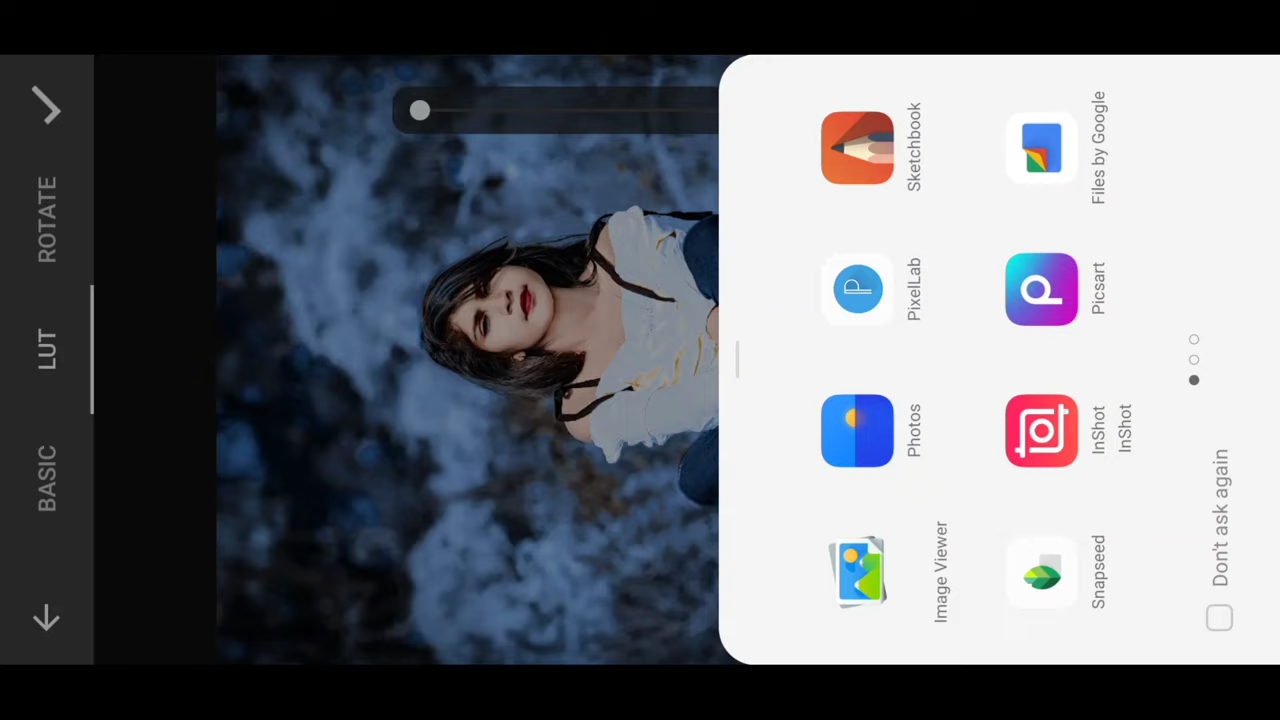 BASIC
LUT
ROTATE
Image Viewer
Photos
PixelLab
Sketchbook
Snapseed
InShot
InShot
Picsart
Files by Google
Don't ask again